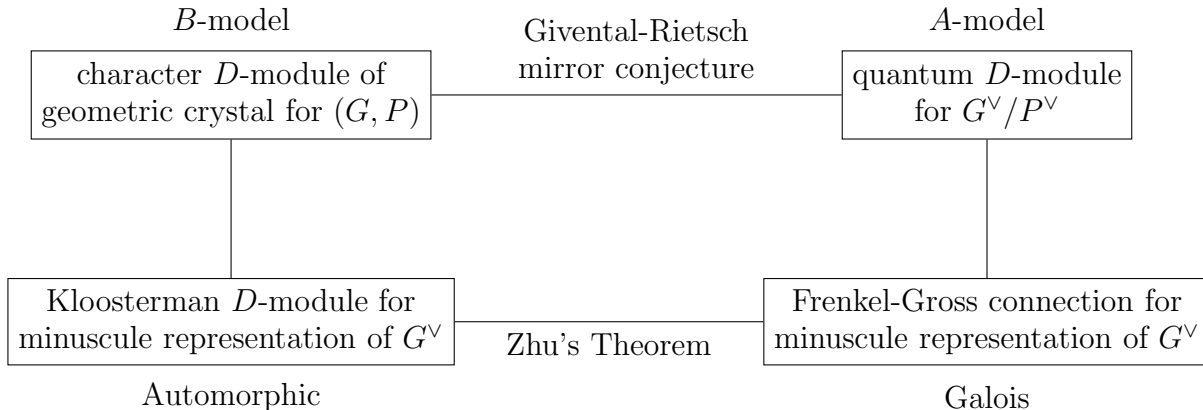 B-model
A-model
Givental-Rietsch
mirror conjecture
character D-module of
geometric crystal for (G, P)
quantum D-module
for G^∨/P^∨
Kloosterman D-module for
minuscule representation of G^∨
Zhu's Theorem
Frenkel-Gross connection for
minuscule representation of G^∨
Automorphic
Galois